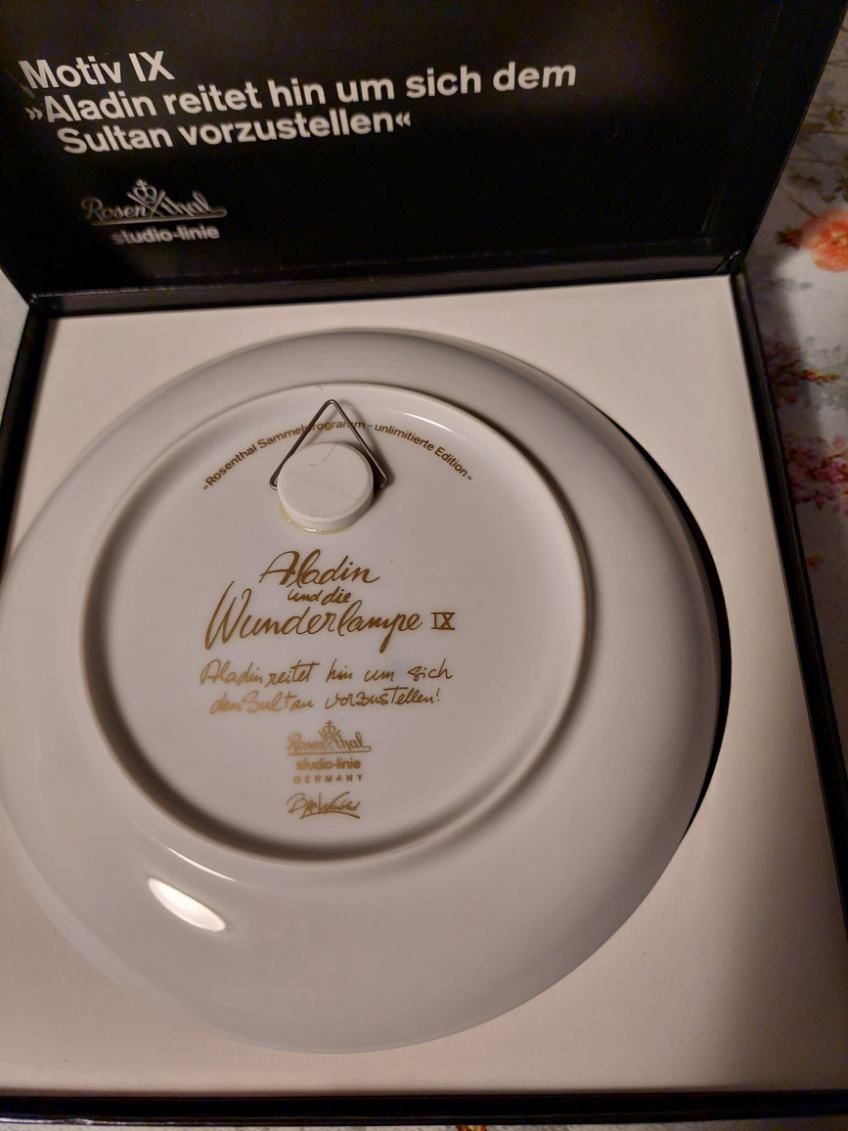 Motiv IX
»Aladin reitet hin um sich dem
Sultan vorzustellen«
Rosenthal
studio-linie
„Rosenthal Sammelprogramm - unlimitierte Edition“
Aladin
und die
Wunderlampe IX
Aladin reitet hin um sich
dem Sultan vorzustellen!
Rosenthal
studio-linie
GERMANY